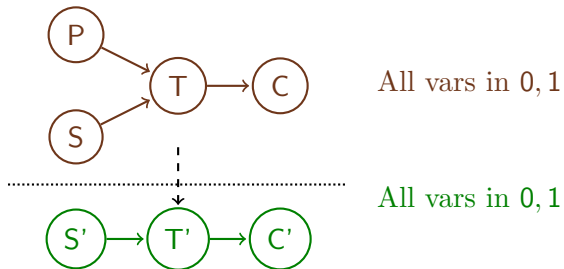 P
T
C
All vars in 0, 1
S
All vars in 0, 1
S'
T'
C'